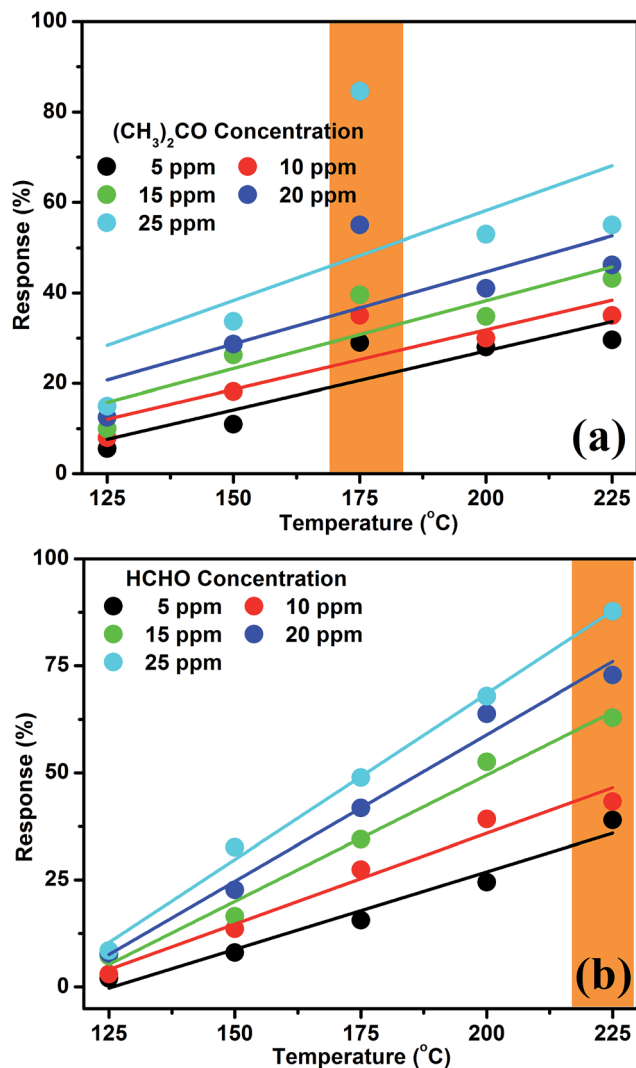 100
80
60
40
20
0
Response (%)
(CH3)2CO Concentration
5 ppm 10 ppm
15 ppm 20 ppm
25 ppm
(a)
125 150 175 200 225
Temperature (°C)
100
75
50
25
0
Response (%)
HCHO Concentration
5 ppm 10 ppm
15 ppm 20 ppm
25 ppm
(b)
125 150 175 200 225
Temperature (°C)